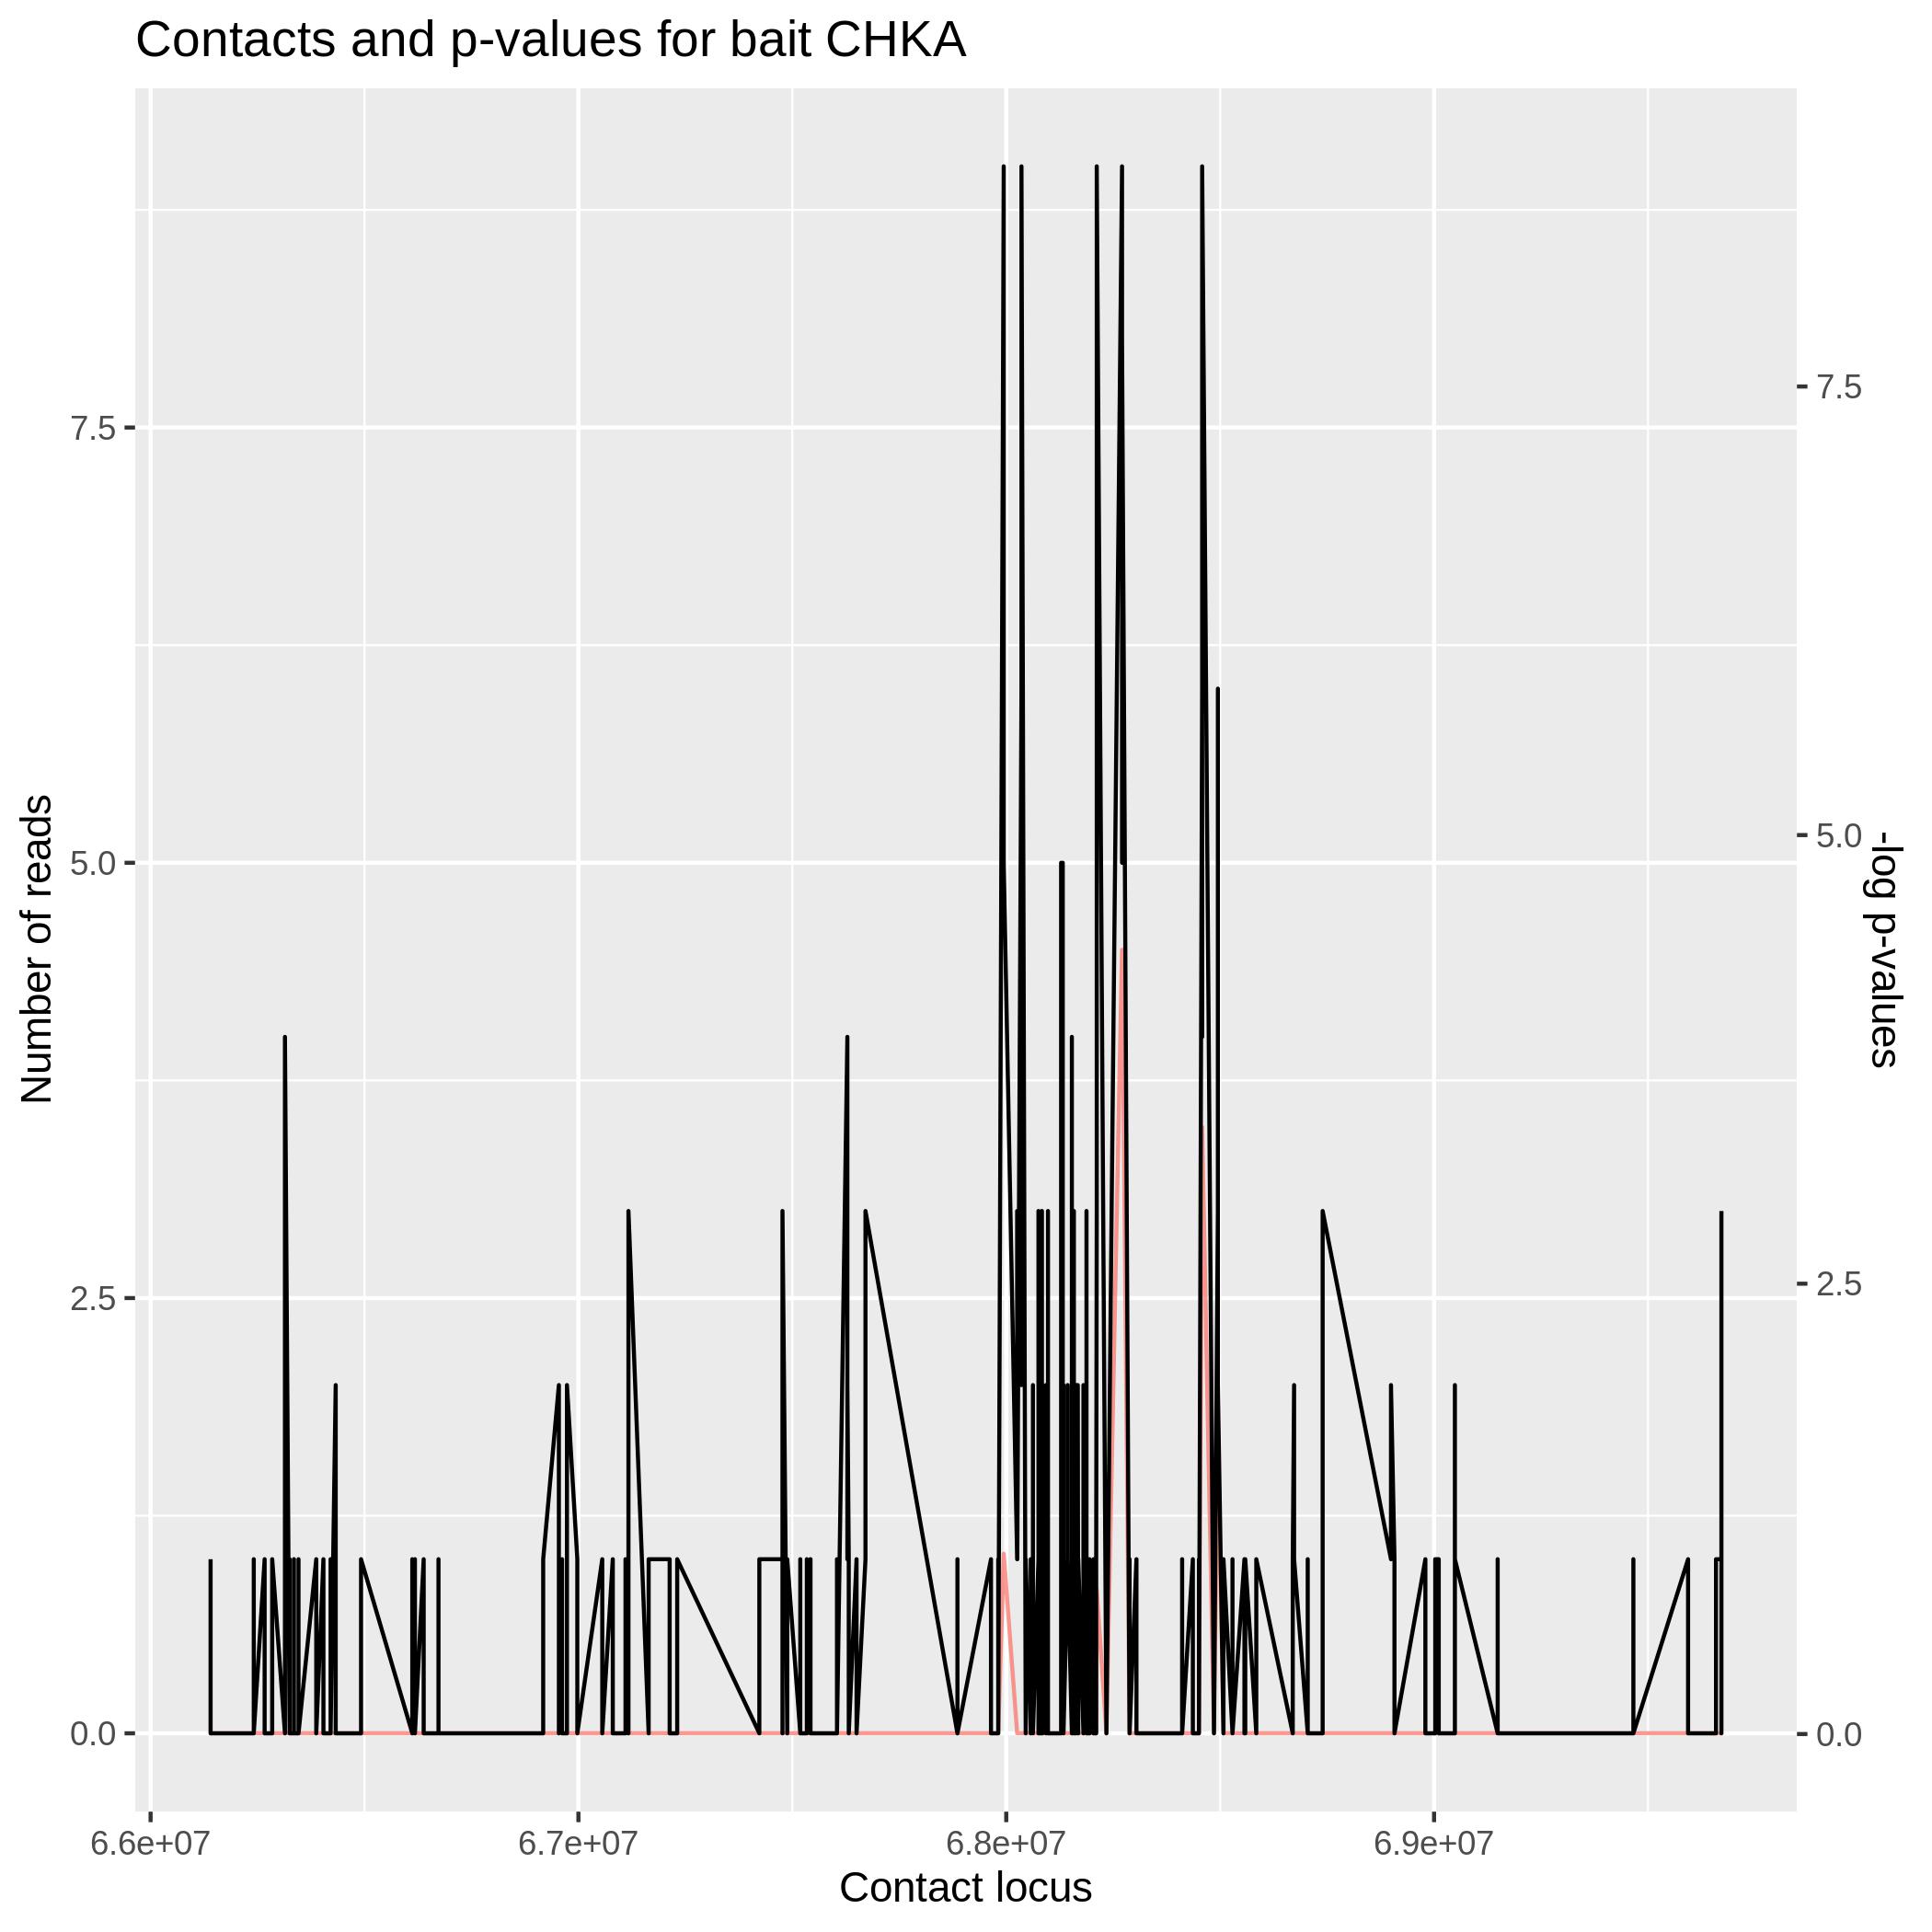 Contacts and p-values for bait CHKA
Number of reads
7.5
5.0
2.5
0.0
7.5
5.0
2.5
0.0
-log p-values
6.6e+07
6.7e+07
6.8e+07
6.9e+07
Contact locus